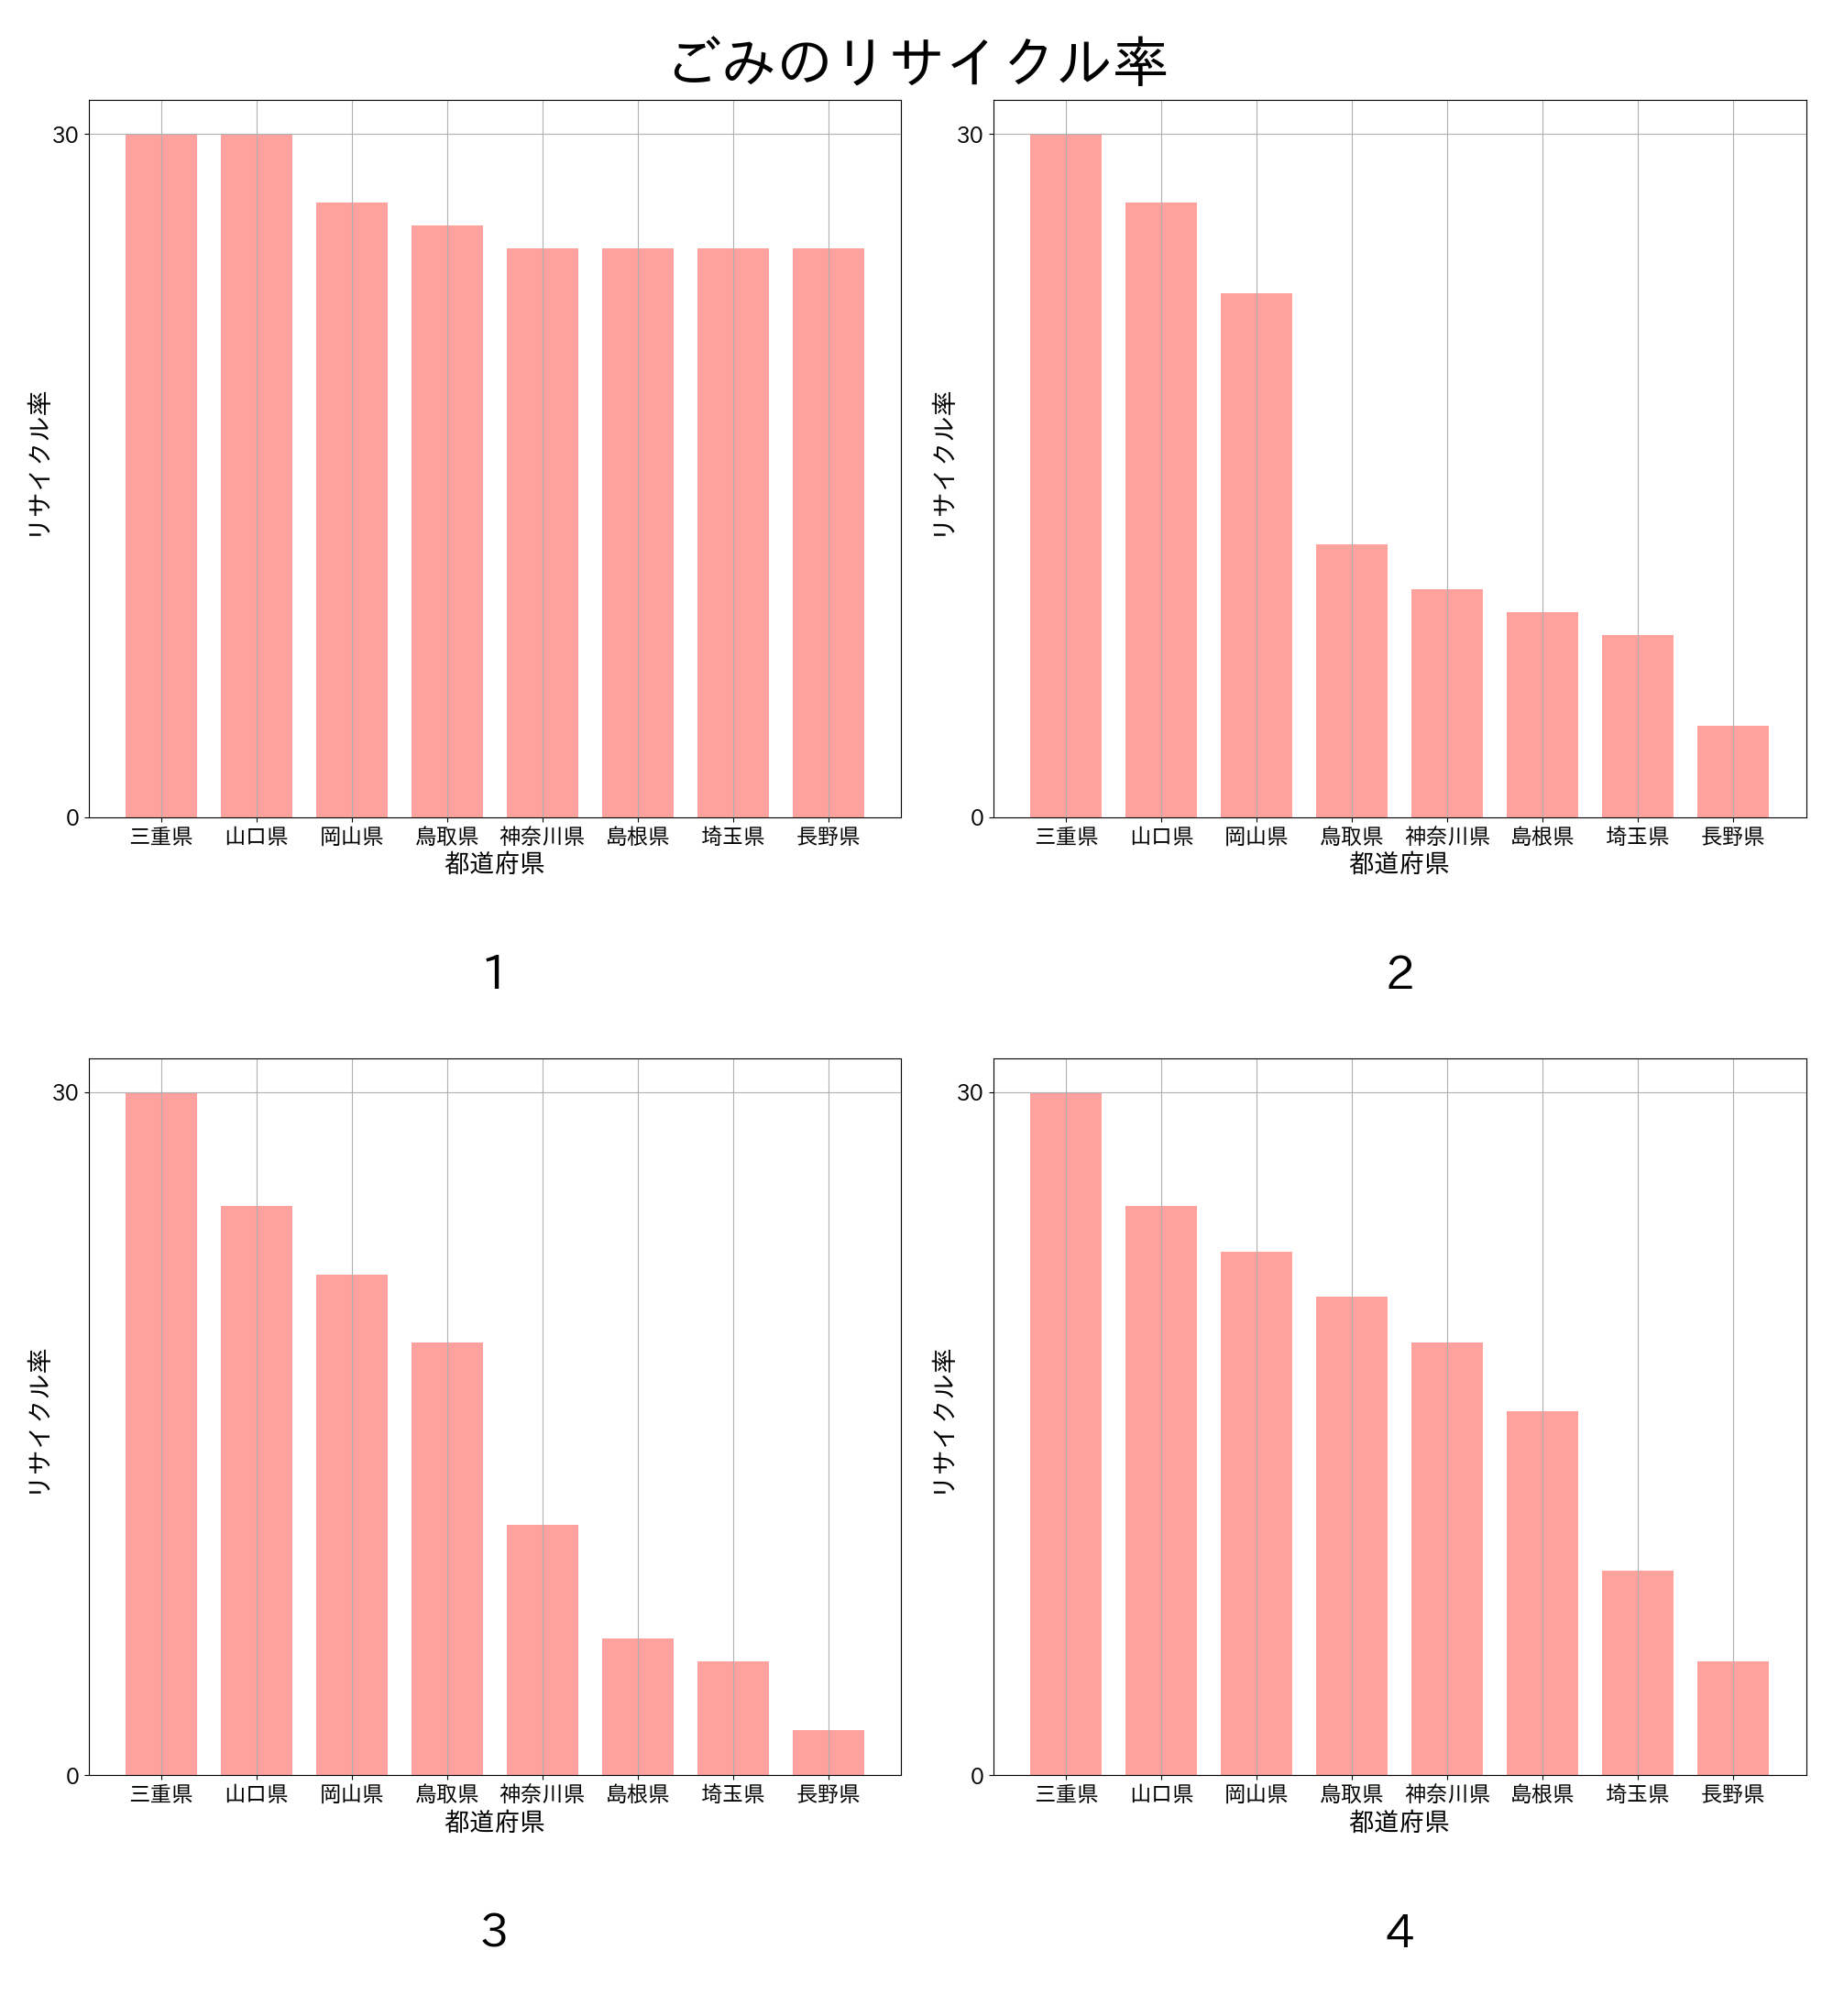 ごみのリサイクル率
30
0
リサイクル率
三重県 山口県 岡山県 鳥取県 神奈川県 島根県 埼玉県 長野県
都道府県
1
30
0
リサイクル率
三重県 山口県 岡山県 鳥取県 神奈川県 島根県 埼玉県 長野県
都道府県
2
30
0
リサイクル率
三重県 山口県 岡山県 鳥取県 神奈川県 島根県 埼玉県 長野県
都道府県
3
30
0
リサイクル率
三重県 山口県 岡山県 鳥取県 神奈川県 島根県 埼玉県 長野県
都道府県
4